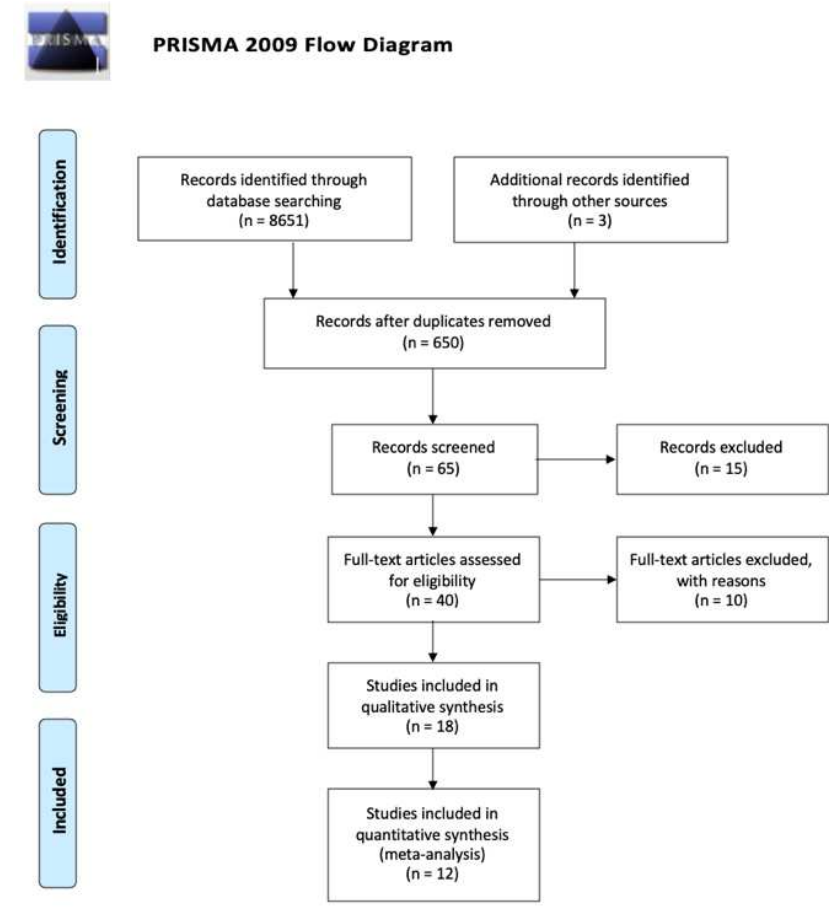 PRISMA
PRISMA 2009 Flow Diagram
Identification
Records identified through
database searching
(n = 8651)
Additional records identified
through other sources
(n = 3)
Records after duplicates removed
(n = 650)
Screening
Records screened
(n = 65)
Records excluded
(n = 15)
Eligibility
Full-text articles assessed
for eligibility
(n = 40)
Full-text articles excluded,
with reasons
(n = 10)
Studies included in
qualitative synthesis
(n = 18)
Included
Studies included in
quantitative synthesis
(meta-analysis)
(n = 12)